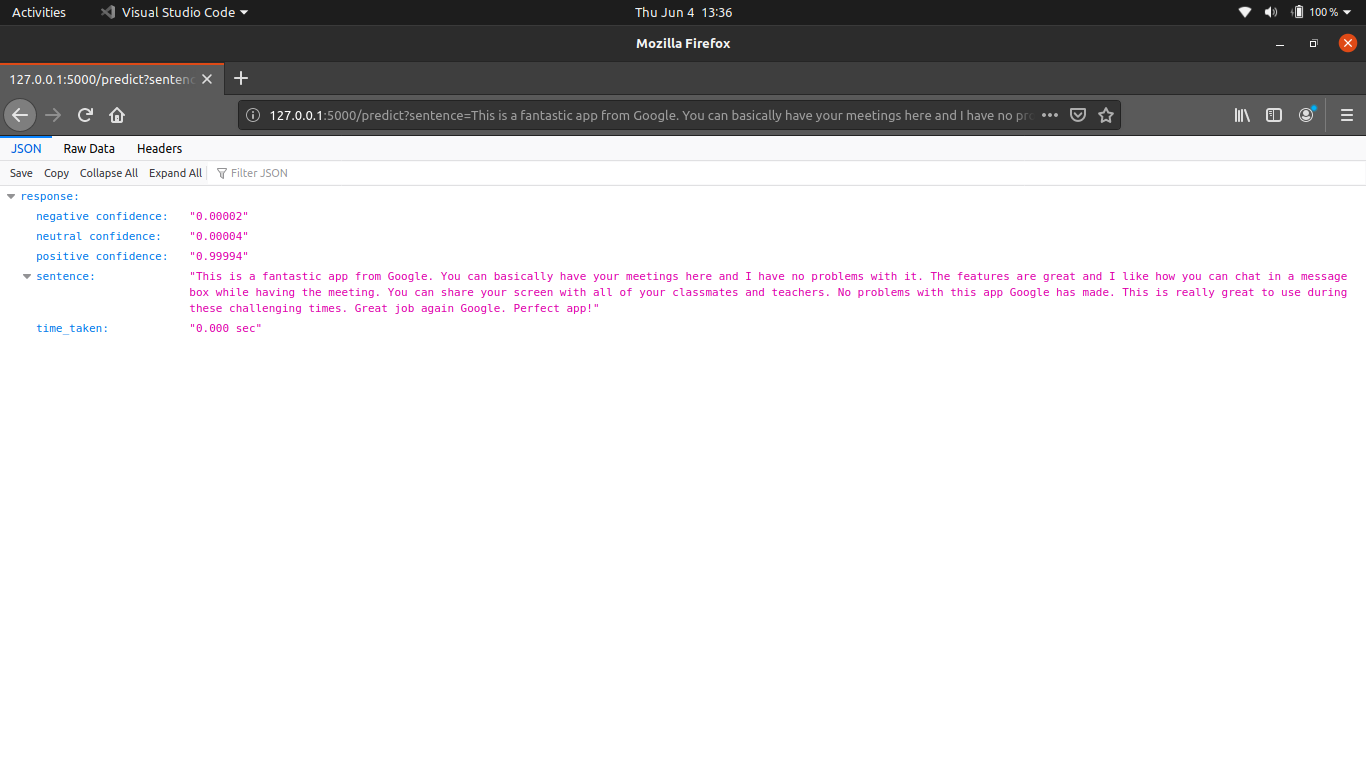 Activities Visual Studio Code Thu Jun 4 13:36 100 %
Mozilla Firefox
127.0.0.1:5000/predict?sentenc
127.0.0.1:5000/predict?sentence=This is a fantastic app from Google. You can basically have your meetings here and I have no pro
JSON Raw Data Headers
Save Copy Collapse All Expand All Filter JSON
response:
negative confidence: "0.00002"
neutral confidence: "0.00004"
positive confidence: "0.99994"
sentence: "This is a fantastic app from Google. You can basically have your meetings here and I have no problems with it. The features are great and I like how you can chat in a message
box while having the meeting. You can share your screen with all of your classmates and teachers. No problems with this app Google has made. This is really great to use during
these challenging times. Great job again Google. Perfect app!"
time_taken: "0.000 sec"